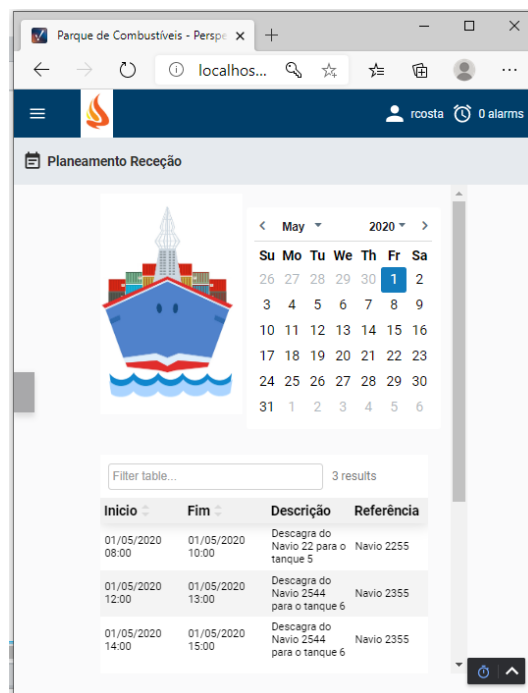 Parque de Combustíveis - Perspe
localhos...
rcosta 0 alarms
Planeamento Receção
May 2020
Su Mo Tu We Th Fr Sa
26 27 28 29 30 1 2
3 4 5 6 7 8 9
10 11 12 13 14 15 16
17 18 19 20 21 22 23
24 25 26 27 28 29 30
31 1 2 3 4 5 6
Filter table... 3 results
Inicio Fim Descrição Referência
01/05/2020 08:00
01/05/2020 10:00
Descagra do
Navio 22 para o
tanque 5
Navio 2255
01/05/2020 12:00
01/05/2020 13:00
Descagra do
Navio 2544
para o tanque 6
Navio 2355
01/05/2020 14:00
01/05/2020 15:00
Descagra do
Navio 2544
para o tanque 6
Navio 2355